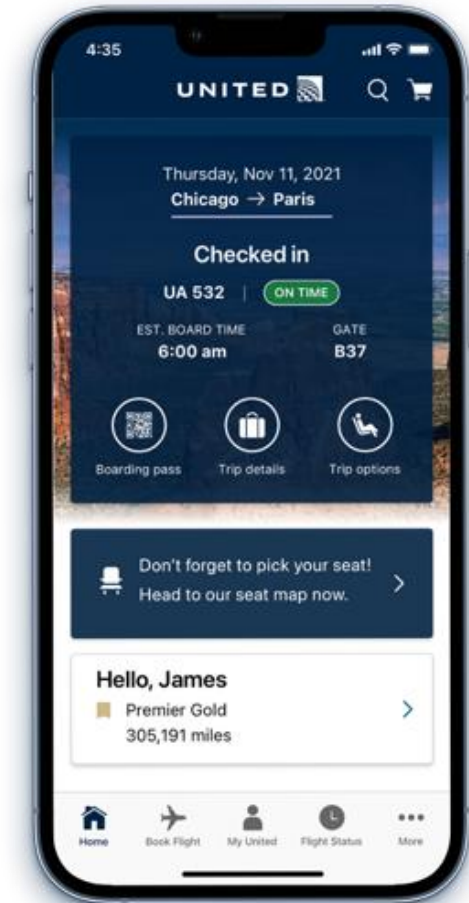 4:35
UNITED
Thursday, Nov 11, 2021
Chicago → Paris
Checked in
UA 532 | ON TIME
EST. BOARD TIME GATE
6:00 am B37
Boarding pass Trip details Trip options
Don't forget to pick your seat!
Head to our seat map now.
Hello, James
Premier Gold
305,191 miles
Home Book Flight My United Flight Status More